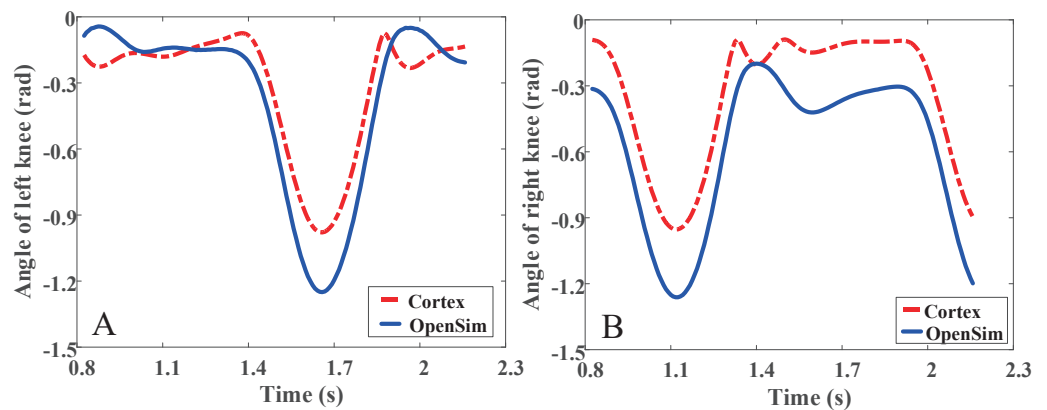 Angle of left knee (rad)
0
-0.3
-0.6
-0.9
-1.2
-1.5
0.8 1.1 1.4 1.7 2 2.3
Time (s)
A
Cortex
OpenSim
Angle of right knee (rad)
0
-0.3
-0.6
-0.9
-1.2
-1.5
0.8 1.1 1.4 1.7 2 2.3
Time (s)
B
Cortex
OpenSim